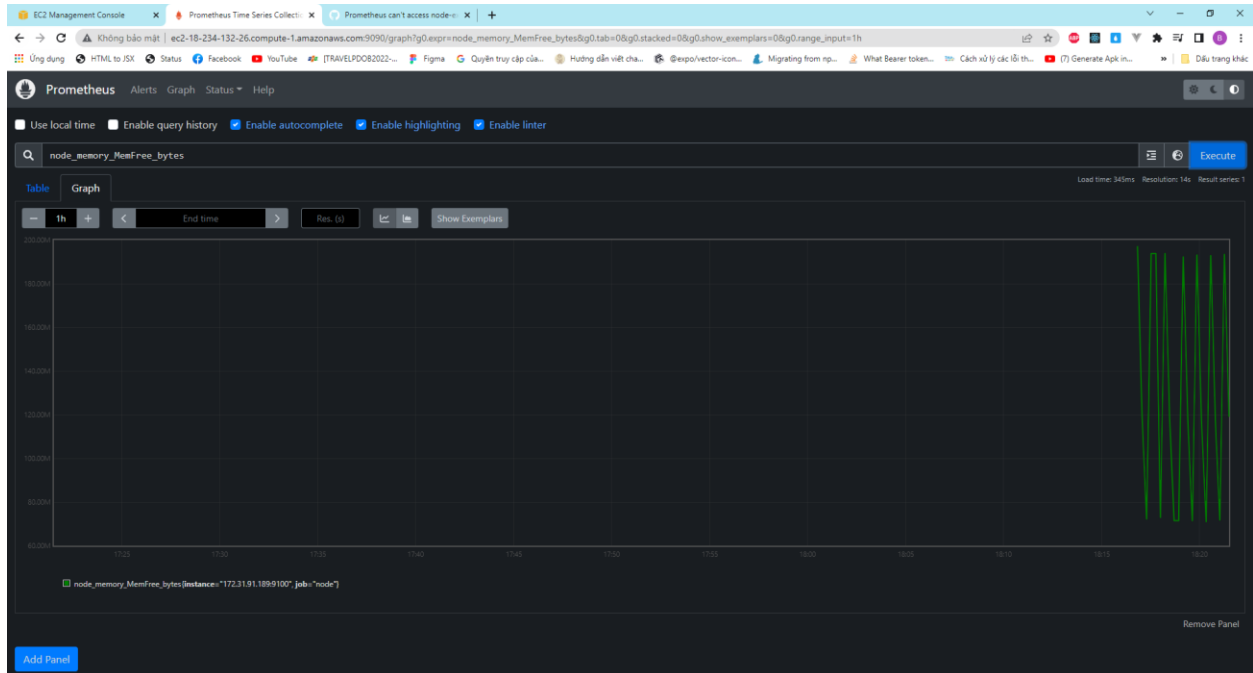 EC2 Management Console
Prometheus Time Series Collectic
Prometheus can't access node-e
Không bảo mật | ec2-18-234-132-26.compute-1.amazonaws.com:9090/graph?g0.expr=node_memory_MemFree_bytes&g0.tab=0&g0.stacked=0&g0.show_exemplars=0&g0.range_input=1h
Ứng dụng HTML to JSX Status Facebook YouTube [TRAVELPDOB2022-... Figma Quyền truy cập của... Hướng dẫn viết cha... @expo/vector-icon... Migrating from np... What Bearer token... Cách xử lý các lỗi th... (7) Generate Apk in... » Dấu trang khác
Prometheus Alerts Graph Status Help
Use local time Enable query history Enable autocomplete Enable highlighting Enable linter
node_memory_MemFree_bytes Execute
Load time: 345ms Resolution: 14s Result series: 1
Table Graph
1h End time Res. (s) Show Exemplars
200.00M
180.00M
160.00M
140.00M
120.00M
100.00M
80.00M
60.00M
17:25 17:30 17:35 17:40 17:45 17:50 17:55 18:00 18:05 18:10 18:15 18:20
node_memory_MemFree_bytes{instance="172.31.91.189:9100", job="node"}
Remove Panel
Add Panel